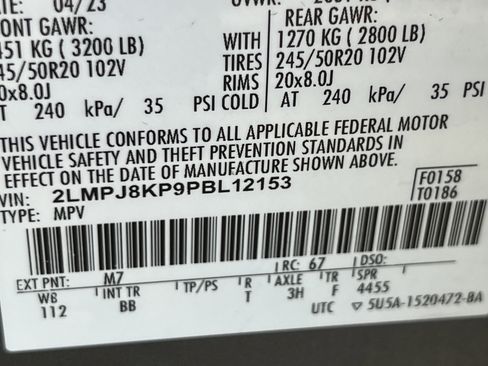 ATE: 04/23
ONT GAWR:
REAR GAWR:
451 KG ( 3200 LB)
WITH 1270 KG ( 2800 LB)
245/50R20 102V
TIRES 245/50R20 102V
20x8.0J
RIMS 20x8.0J
AT 240 kPa/ 35 PSI COLD
AT 240 kPa/ 35 PSI
THIS VEHICLE CONFORMS TO ALL APPLICABLE FEDERAL MOTOR
VEHICLE SAFETY AND THEFT PREVENTION STANDARDS IN
EFFECT ON THE DATE OF MANUFACTURE SHOWN ABOVE.
VIN: 2LMPJ8KP9PBL12153
F0158
TYPE: MPV
T0186
EXT PNT: M7 RC: 67 DSO:
WB INT TR TP/PS R AXLE TR SPR
112 BB T 3H F 4455
UTC ▽ 5U5A-1520472-BA